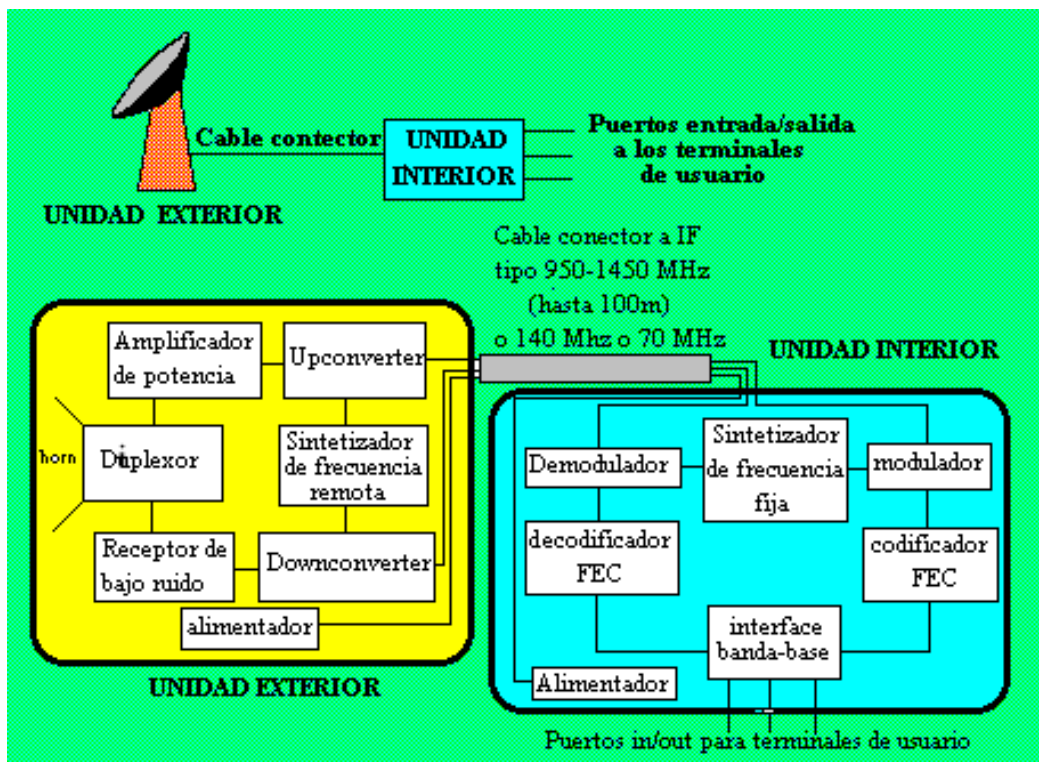 Cable contector
UNIDAD
INTERIOR
Puertos entrada/salida
a los terminales
de usuario
UNIDAD EXTERIOR
Cable conector a IF
tipo 950-1450 MHz
(hasta 100m)
o 140 Mhz o 70 MHz
UNIDAD INTERIOR
Amplificador
de potencia
Upconverter
horn
Duplexor
Sintetizador
de frecuencia
remota
Receptor de
bajo ruido
Downconverter
alimentador
UNIDAD EXTERIOR
Demodulador
Sintetizador
de frecuencia
fija
modulador
decodificador
FEC
codificador
FEC
interface
banda-base
Alimentador
Puertos in/out para terminales de usuario